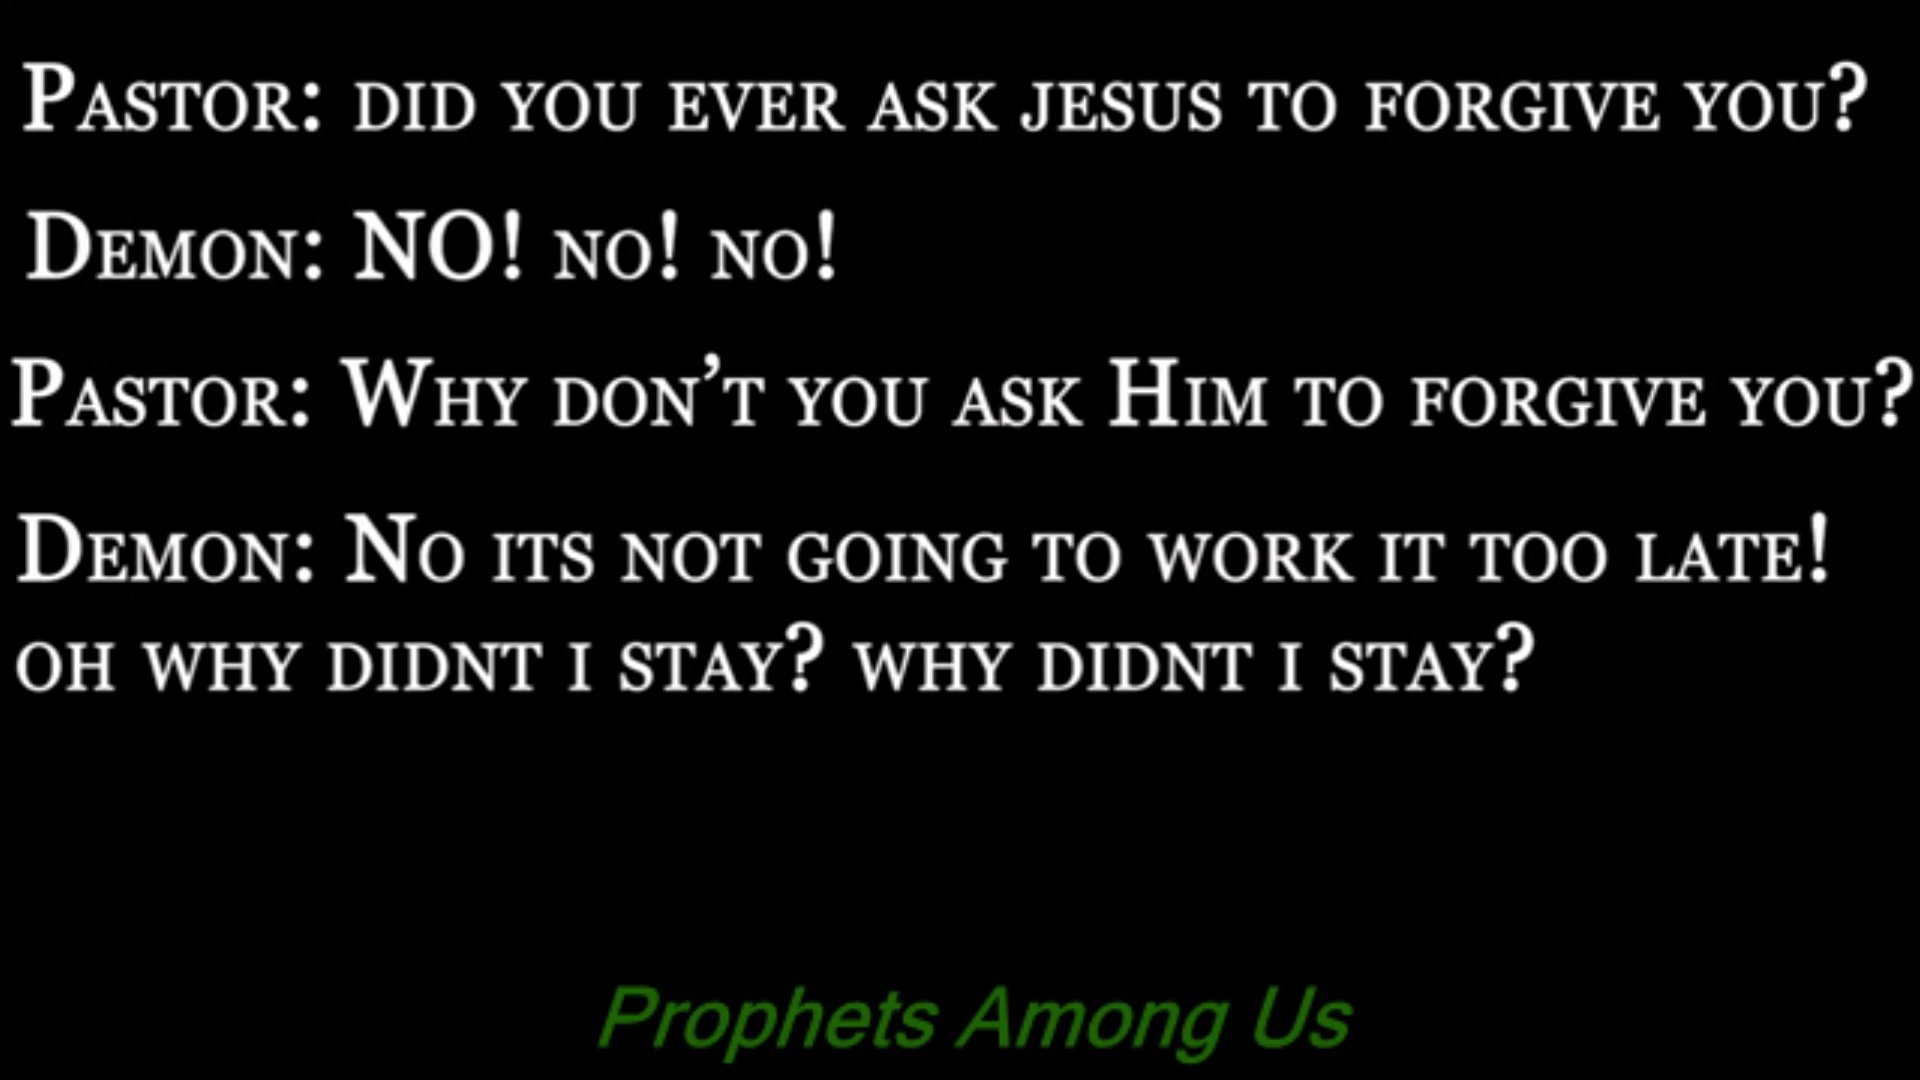 Pastor: did you ever ask jesus to forgive you?
Demon: NO! no! no!
Pastor: Why don't you ask Him to forgive you?
Demon: No its not going to work it too late!
oh why didnt i stay? why didnt i stay?
Prophets Among Us